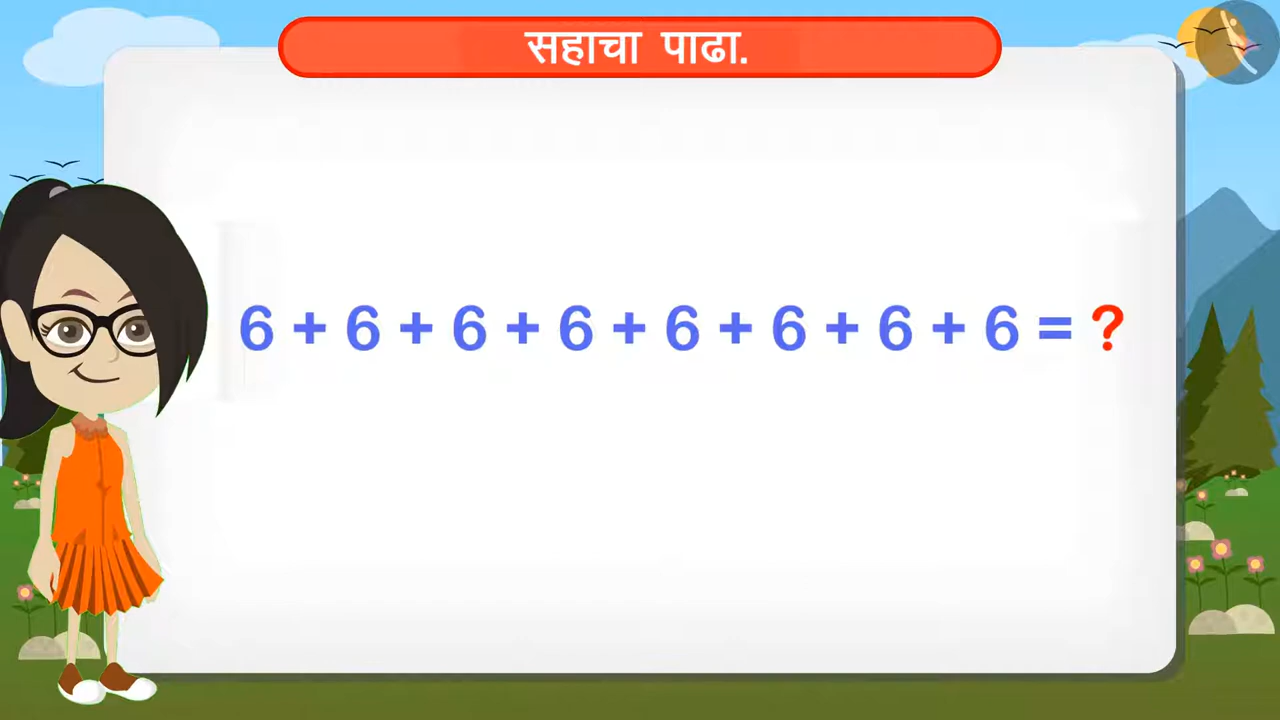 सहाचा पाढा.
6 + 6 + 6 + 6 + 6 + 6 + 6 + 6 = ?